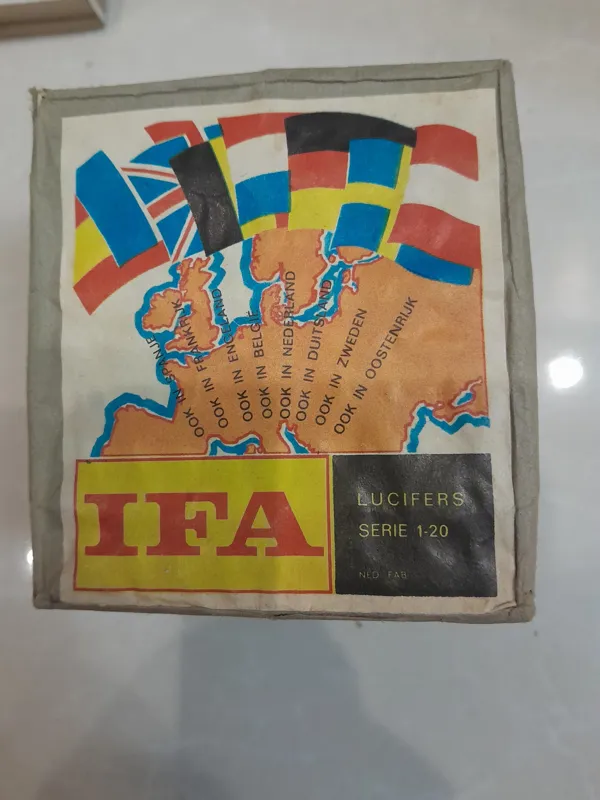 OOK IN SPANJE
OOK IN FRANKRIJK
OOK IN ENGELAND
OOK IN BELGIE
OOK IN NEDERLAND
OOK IN DUITSLAND
OOK IN ZWEDEN
OOK IN OOSTENRIJK
IFA
LUCIFERS
SERIE 1-20
NED. FAB.